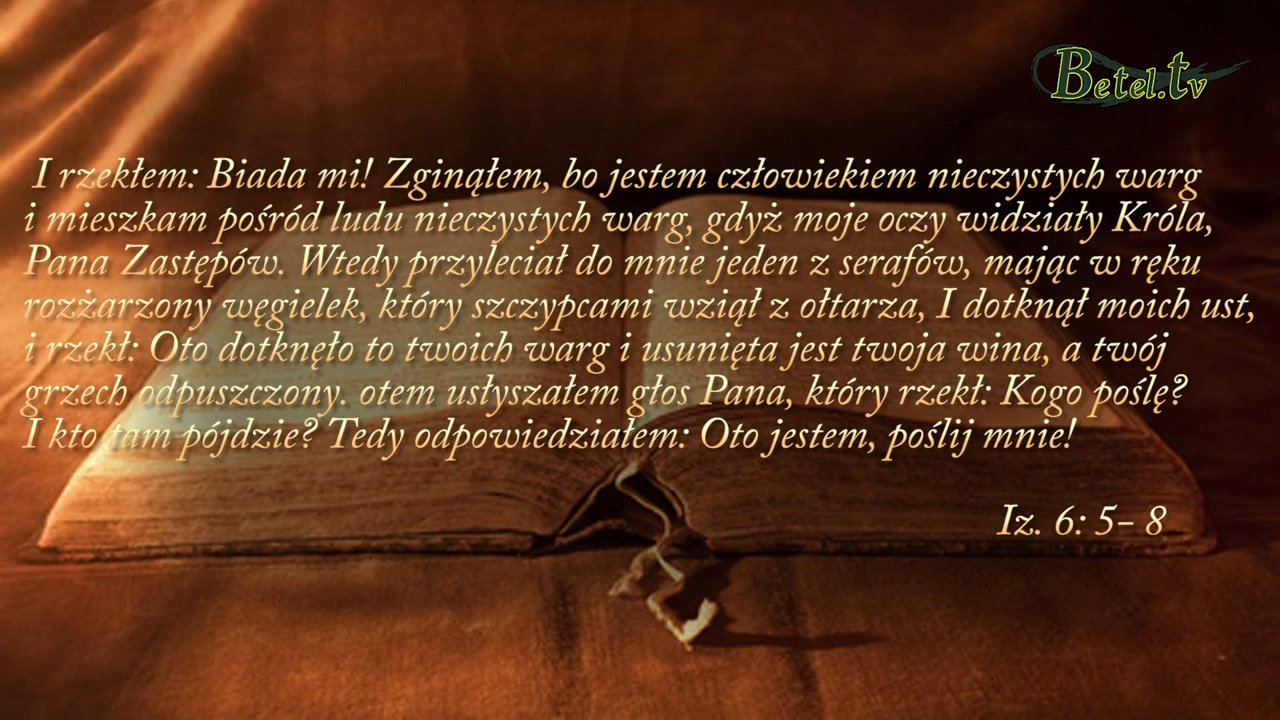 Betel.tv
I rzekłem: Biada mi! Zginąłem, bo jestem człowiekiem nieczystych warg
i mieszkam pośród ludu nieczystych warg, gdyż moje oczy widziały Króla,
Pana Zastępów. Wtedy przyleciał do mnie jeden z serafów, mając w ręku
rozżarzony węgielek, który szczypcami wziął z ołtarza, I dotknął moich ust,
i rzekł: Oto dotknęło to twoich warg i usunięta jest twoja wina, a twój
grzech odpuszczony. otem usłyszałem głos Pana, który rzekł: Kogo poślę?
I kto tam pójdzie? Tedy odpowiedziałem: Oto jestem, poślij mnie!
Iz. 6: 5- 8